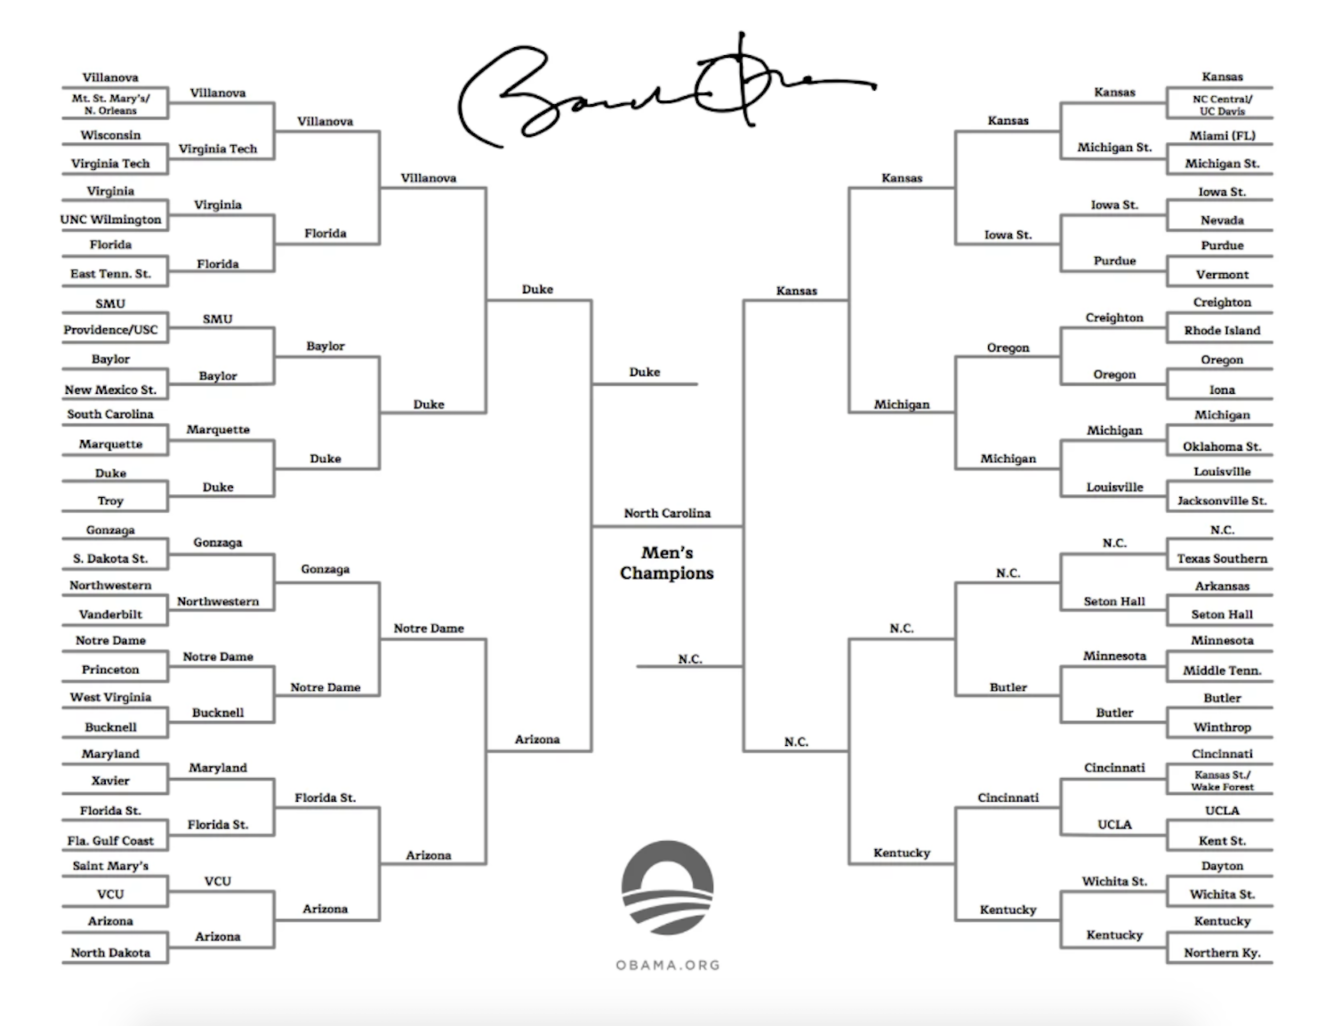 Barack Obama
Villanova
Mt. St. Mary's/
N. Orleans
Wisconsin
Virginia Tech
Virginia
UNC Wilmington
Florida
East Tenn. St.
SMU
Providence/USC
Baylor
New Mexico St.
South Carolina
Marquette
Duke
Troy
Gonzaga
S. Dakota St.
Northwestern
Vanderbilt
Notre Dame
Princeton
West Virginia
Bucknell
Maryland
Xavier
Florida St.
Fla. Gulf Coast
Saint Mary's
VCU
Arizona
North Dakota
Villanova
Virginia Tech
Virginia
Florida
SMU
Baylor
Marquette
Duke
Gonzaga
Northwestern
Notre Dame
Bucknell
Maryland
Florida St.
VCU
Arizona
Villanova
Florida
Baylor
Duke
Gonzaga
Notre Dame
Florida St.
Arizona
Villanova
Duke
Notre Dame
Arizona
Duke
Arizona
Duke
North Carolina
Men's
Champions
N.C.
Kansas
N.C.
Kansas
Michigan
N.C.
Kentucky
Kansas
Iowa St.
Oregon
Michigan
N.C.
Butler
Cincinnati
Kentucky
Kansas
Michigan St.
Iowa St.
Purdue
Creighton
Oregon
Michigan
Louisville
N.C.
Seton Hall
Minnesota
Butler
Cincinnati
UCLA
Wichita St.
Kentucky
Kansas
NC Central/
UC Davis
Miami (FL)
Michigan St.
Iowa St.
Nevada
Purdue
Vermont
Creighton
Rhode Island
Oregon
Iona
Michigan
Oklahoma St.
Louisville
Jacksonville St.
N.C.
Texas Southern
Arkansas
Seton Hall
Minnesota
Middle Tenn.
Butler
Winthrop
Cincinnati
Kansas St./
Wake Forest
UCLA
Kent St.
Dayton
Wichita St.
Kentucky
Northern Ky.
OBAMA.ORG